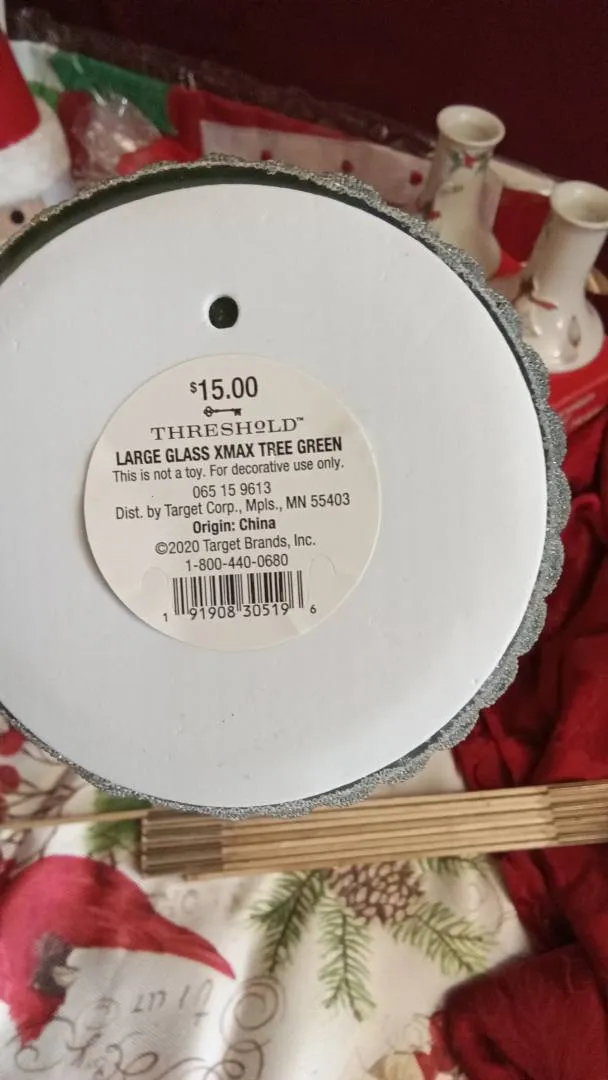 $15.00
THRESHOLD™
LARGE GLASS XMAX TREE GREEN
This is not a toy. For decorative use only.
065 15 9613
Dist. by Target Corp., Mpls., MN 55403
Origin: China
©2020 Target Brands, Inc.
1-800-440-0680
1 91908 30519 6